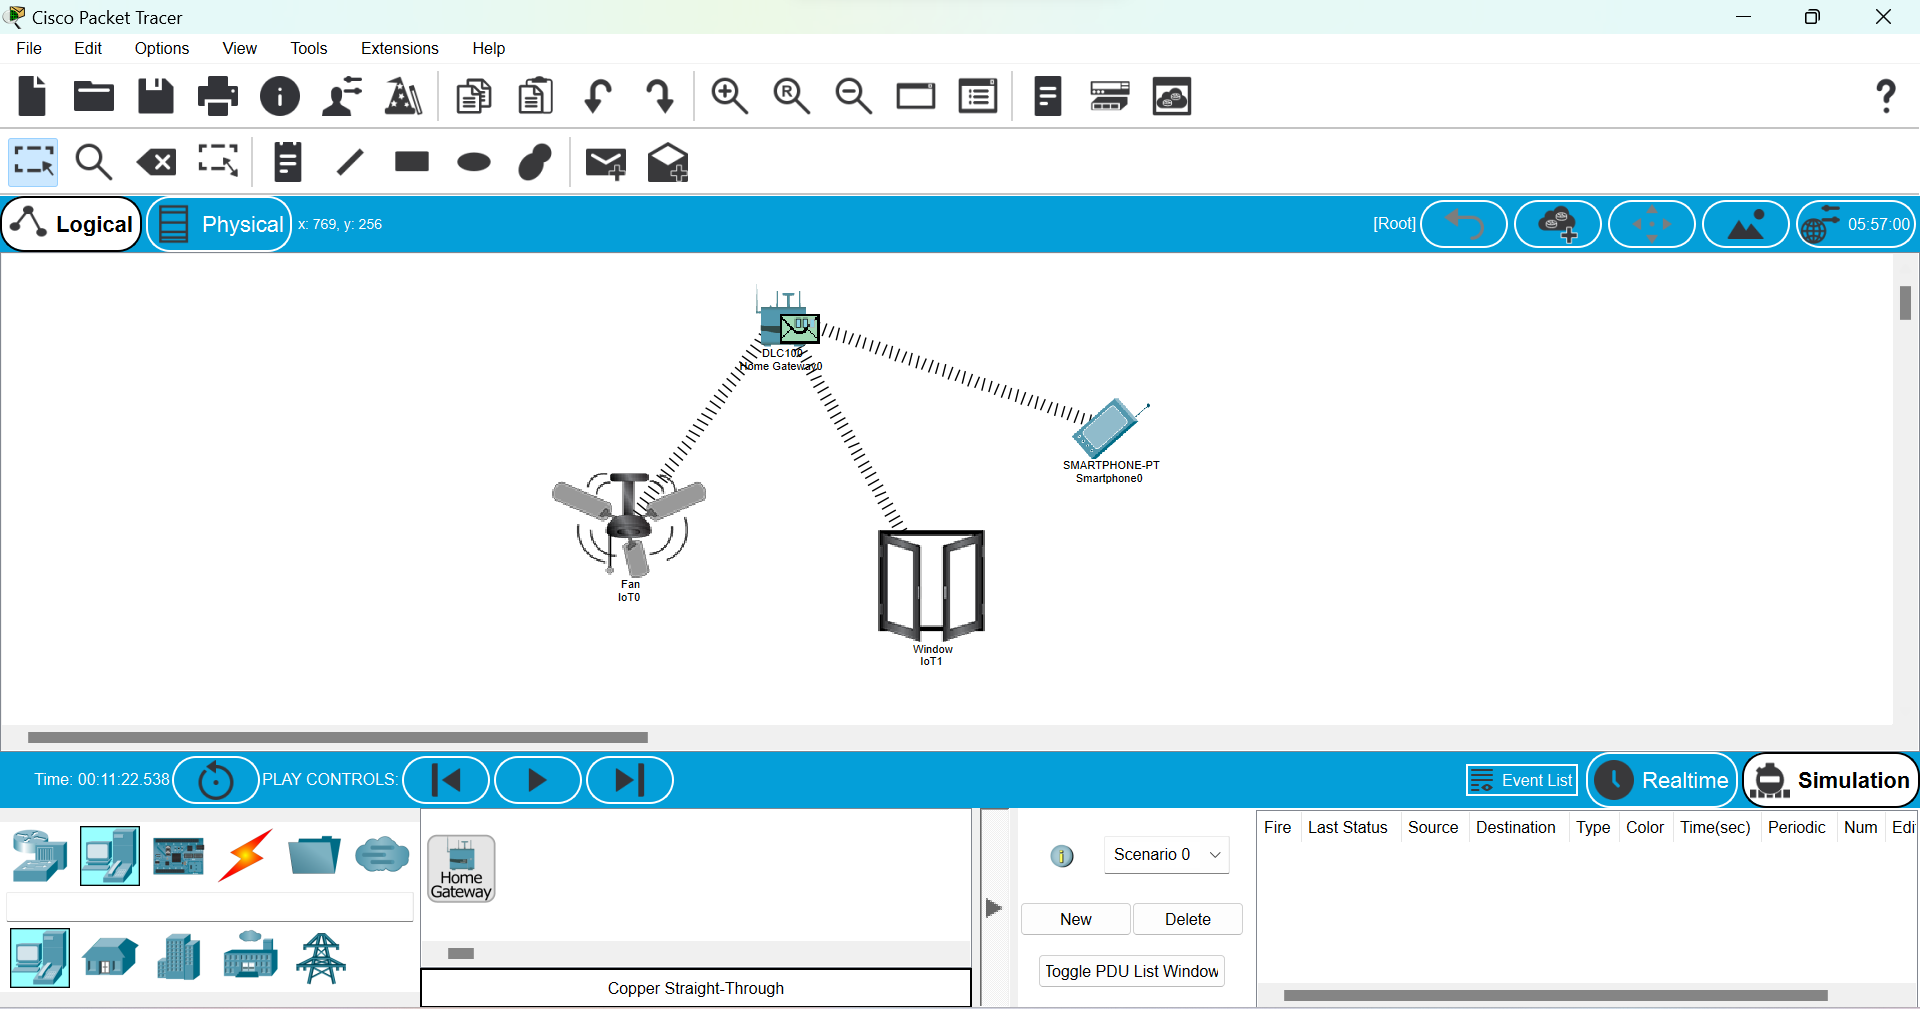 Cisco Packet Tracer
File Edit Options View Tools Extensions Help
Logical Physical x: 769, y: 256 [Root] 05:57:00
DLC100
Home Gateway0
SMARTPHONE-PT
Smartphone0
Fan
IoT0
Window
IoT1
Time: 00:11:22.538 PLAY CONTROLS: Event List Realtime Simulation
Home
Gateway
Copper Straight-Through
Scenario 0
New Delete
Toggle PDU List Window
Fire Last Status Source Destination Type Color Time(sec) Periodic Num Edi